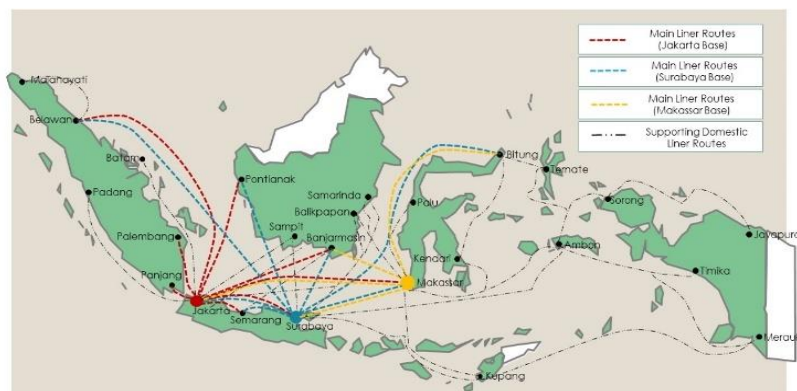 Main Liner Routes
(Jakarta Base)
Main Liner Routes
(Surabaya Base)
Main Liner Routes
(Makassar Base)
Supporting Domestic
Liner Routes
Malahayati
Belawan
Batam
Padang
Palembang
Panjang
Jakarta
Semarang
Surabaya
Pontianak
Sampit
Samarinda
Balikpapan
Banjarmasin
Palu
Kendari
Makassar
Bitung
Ternate
Sorong
Ambon
Jayapura
Timika
Merau
Kupang